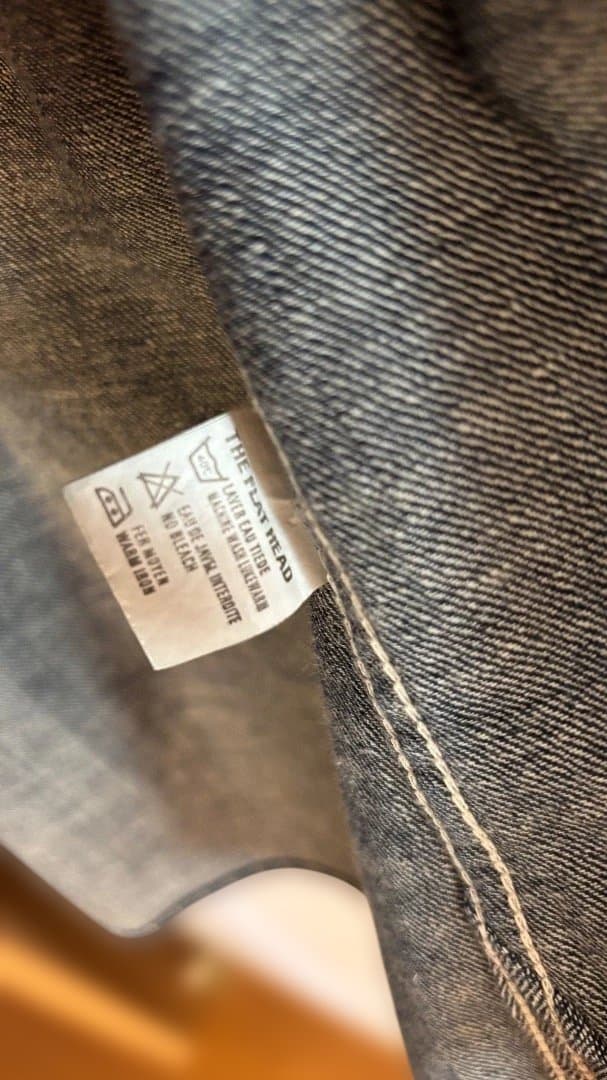 THE FLAT HEAD
40°C
LAVER EAU TIEDE
MACHINE WASH LUKEWARM
EAU DE JAVEL INTERDITE
NO BLEACH
FER MOYEN
WARM IRON